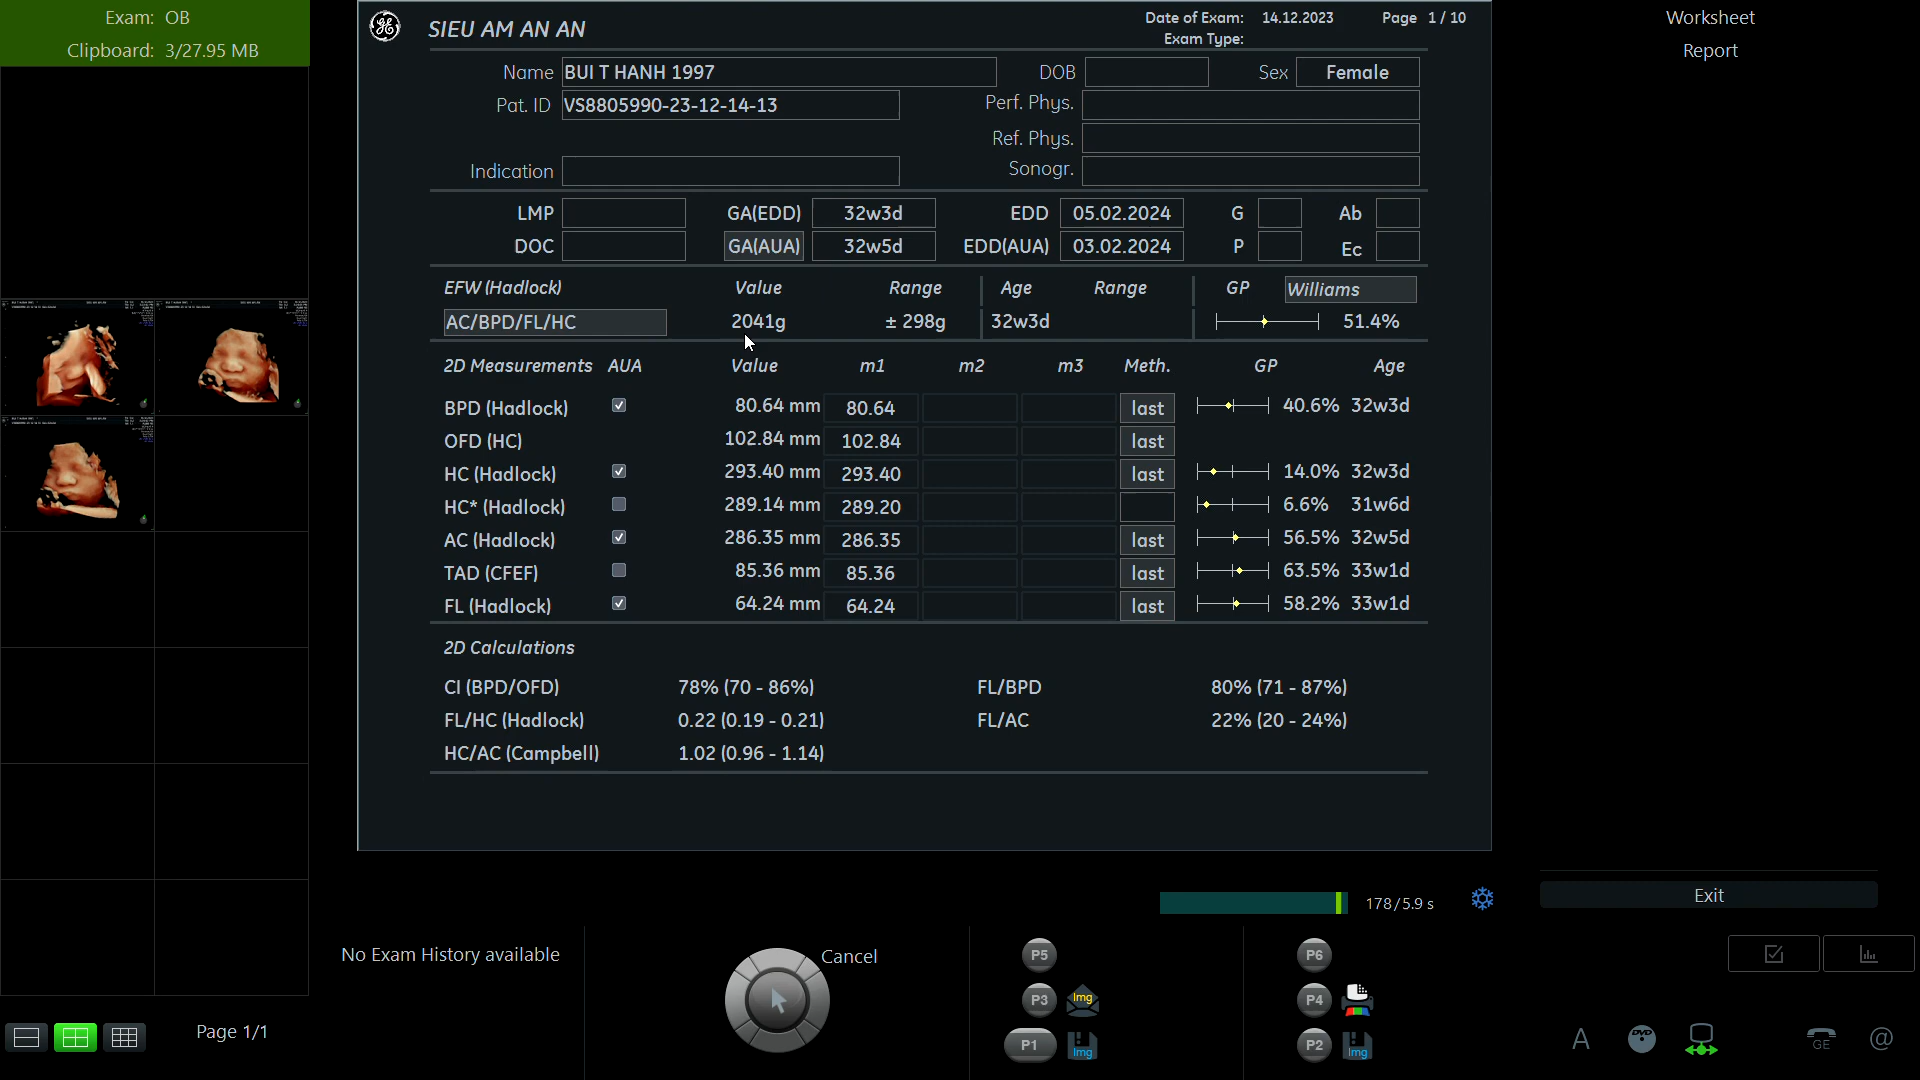 Exam: OB
Clipboard: 3/27.95 MB
SIEU AM AN AN
Date of Exam: 14.12.2023 Page 1 / 10
Exam Type:
Name BUI T HANH 1997 DOB Sex Female
Pat. ID VS8805990-23-12-14-13 Perf. Phys.
Ref. Phys.
Indication Sonogr.
LMP GA(EDD) 32w3d EDD 05.02.2024 G Ab
DOC GA(AUA) 32w5d EDD(AUA) 03.02.2024 P Ec
EFW (Hadlock) Value Range Age Range GP Williams
AC/BPD/FL/HC 2041g ± 298g 32w3d 51.4%
2D Measurements AUA Value m1 m2 m3 Meth. GP Age
BPD (Hadlock) 80.64 mm 80.64 last 40.6% 32w3d
OFD (HC) 102.84 mm 102.84 last
HC (Hadlock) 293.40 mm 293.40 last 14.0% 32w3d
HC* (Hadlock) 289.14 mm 289.20 6.6% 31w6d
AC (Hadlock) 286.35 mm 286.35 last 56.5% 32w5d
TAD (CFEF) 85.36 mm 85.36 last 63.5% 33w1d
FL (Hadlock) 64.24 mm 64.24 last 58.2% 33w1d
2D Calculations
CI (BPD/OFD) 78% (70 - 86%) FL/BPD 80% (71 - 87%)
FL/HC (Hadlock) 0.22 (0.19 - 0.21) FL/AC 22% (20 - 24%)
HC/AC (Campbell) 1.02 (0.96 - 1.14)
Worksheet
Report
178/5.9 s
Exit
No Exam History available
Cancel
P5
P3 Img
P1 Img
P6
P4
P2 Img
Page 1/1
A DVD GE @